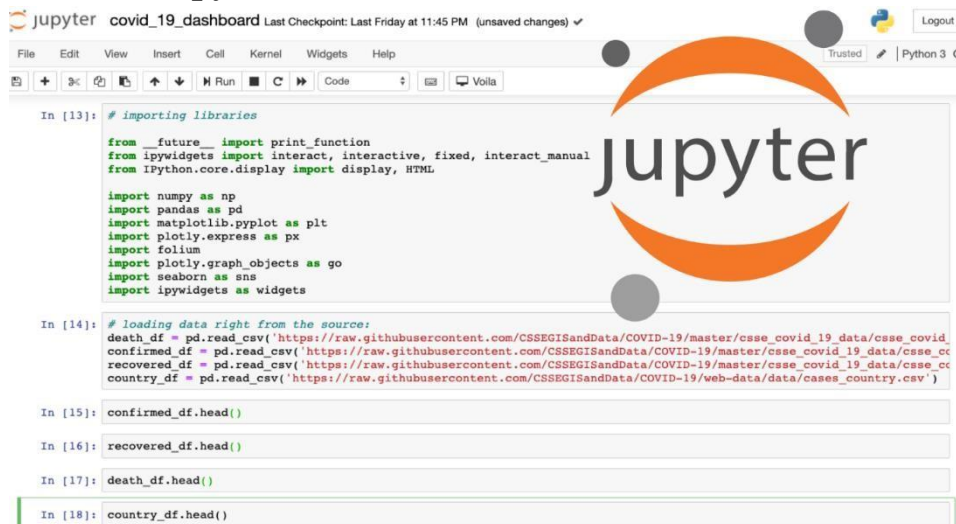 jupyter covid_19_dashboard Last Checkpoint: Last Friday at 11:45 PM (unsaved changes) Logout
File Edit View Insert Cell Kernel Widgets Help Trusted Python 3
Run Code Voila
In [13]: # importing libraries
from __future__ import print_function
from ipywidgets import interact, interactive, fixed, interact_manual
from IPython.core.display import display, HTML
import numpy as np
import pandas as pd
import matplotlib.pyplot as plt
import plotly.express as px
import folium
import plotly.graph_objects as go
import seaborn as sns
import ipywidgets as widgets
jupyter
In [14]: # loading data right from the source:
death_df = pd.read_csv('https://raw.githubusercontent.com/CSSEGISandData/COVID-19/master/csse_covid_19_data/csse_covid_
confirmed_df = pd.read_csv('https://raw.githubusercontent.com/CSSEGISandData/COVID-19/master/csse_covid_19_data/csse_co
recovered_df = pd.read_csv('https://raw.githubusercontent.com/CSSEGISandData/COVID-19/master/csse_covid_19_data/csse_co
country_df = pd.read_csv('https://raw.githubusercontent.com/CSSEGISandData/COVID-19/web-data/data/cases_country.csv')
In [15]: confirmed_df.head()
In [16]: recovered_df.head()
In [17]: death_df.head()
In [18]: country_df.head()